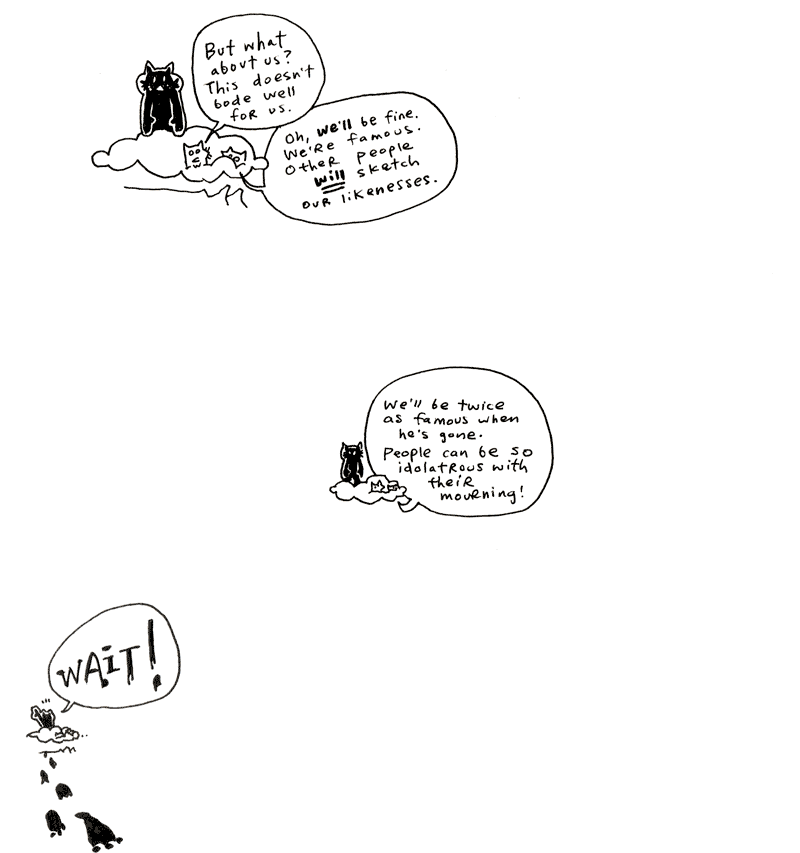 But what
about us?
This doesn't
bode well
for us.
Oh, we'll be fine.
We're famous.
Other people
will sketch
our likenesses.
We'll be twice
as famous when
he's gone.
People can be so
idolatrous with
their
mourning!
WAIT!